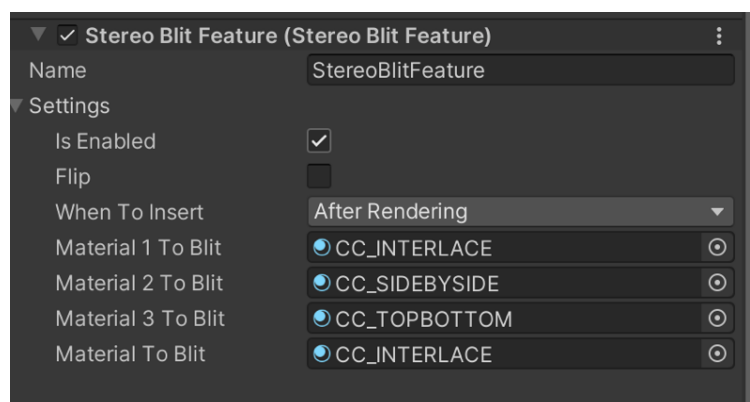 Stereo Blit Feature (Stereo Blit Feature)
Name StereoBlitFeature
Settings
Is Enabled
Flip
When To Insert After Rendering
Material 1 To Blit CC_INTERLACE
Material 2 To Blit CC_SIDEBYSIDE
Material 3 To Blit CC_TOPBOTTOM
Material To Blit CC_INTERLACE